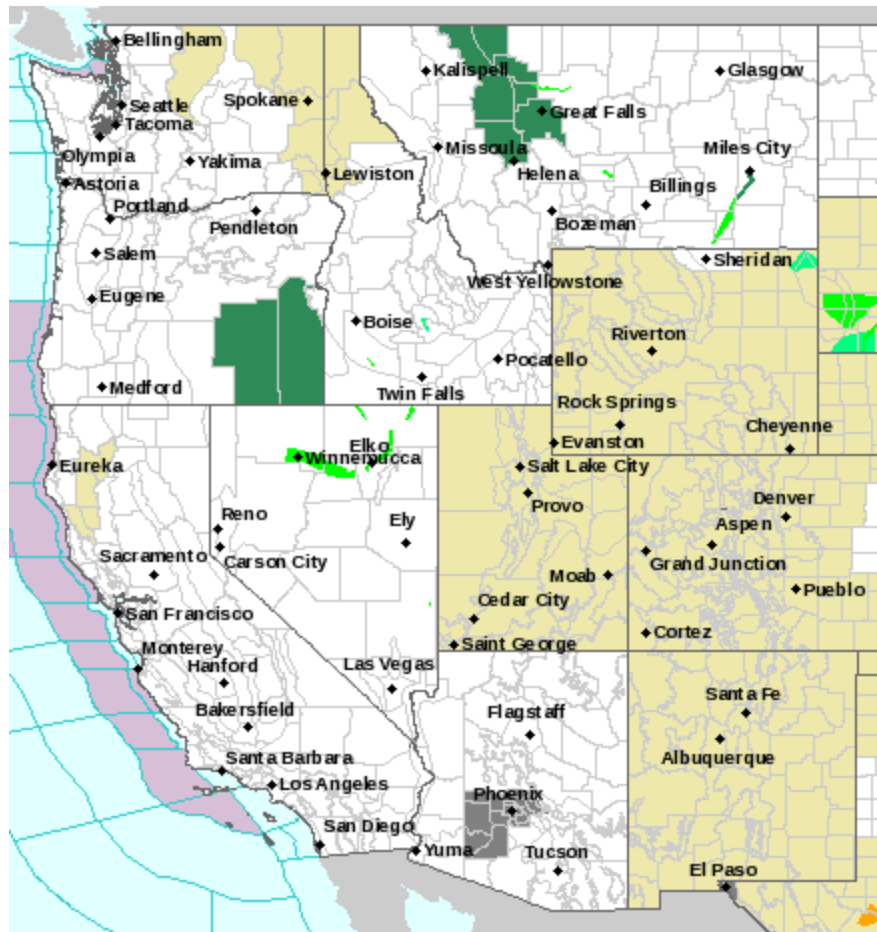 Bellingham
Kalispell
Glasgow
Spokane
Seattle
Great Falls
Tacoma
Olympia
Yakima
Missoula
Helena
Miles City
Astoria
Lewiston
Billings
Portland
Pendleton
Bozeman
Salem
Sheridan
West Yellowstone
Eugene
Boise
Riverton
Pocatello
Medford
Twin Falls
Rock Springs
Cheyenne
Evanston
Elko
Winnemucca
Eureka
Salt Lake City
Provo
Denver
Reno
Ely
Aspen
Carson City
Grand Junction
Sacramento
Moab
Pueblo
San Francisco
Cedar City
Cortez
Monterey
Saint George
Hanford
Las Vegas
Santa Fe
Bakersfield
Flagstaff
Albuquerque
Santa Barbara
Los Angeles
Phoenix
San Diego
Yuma
Tucson
El Paso